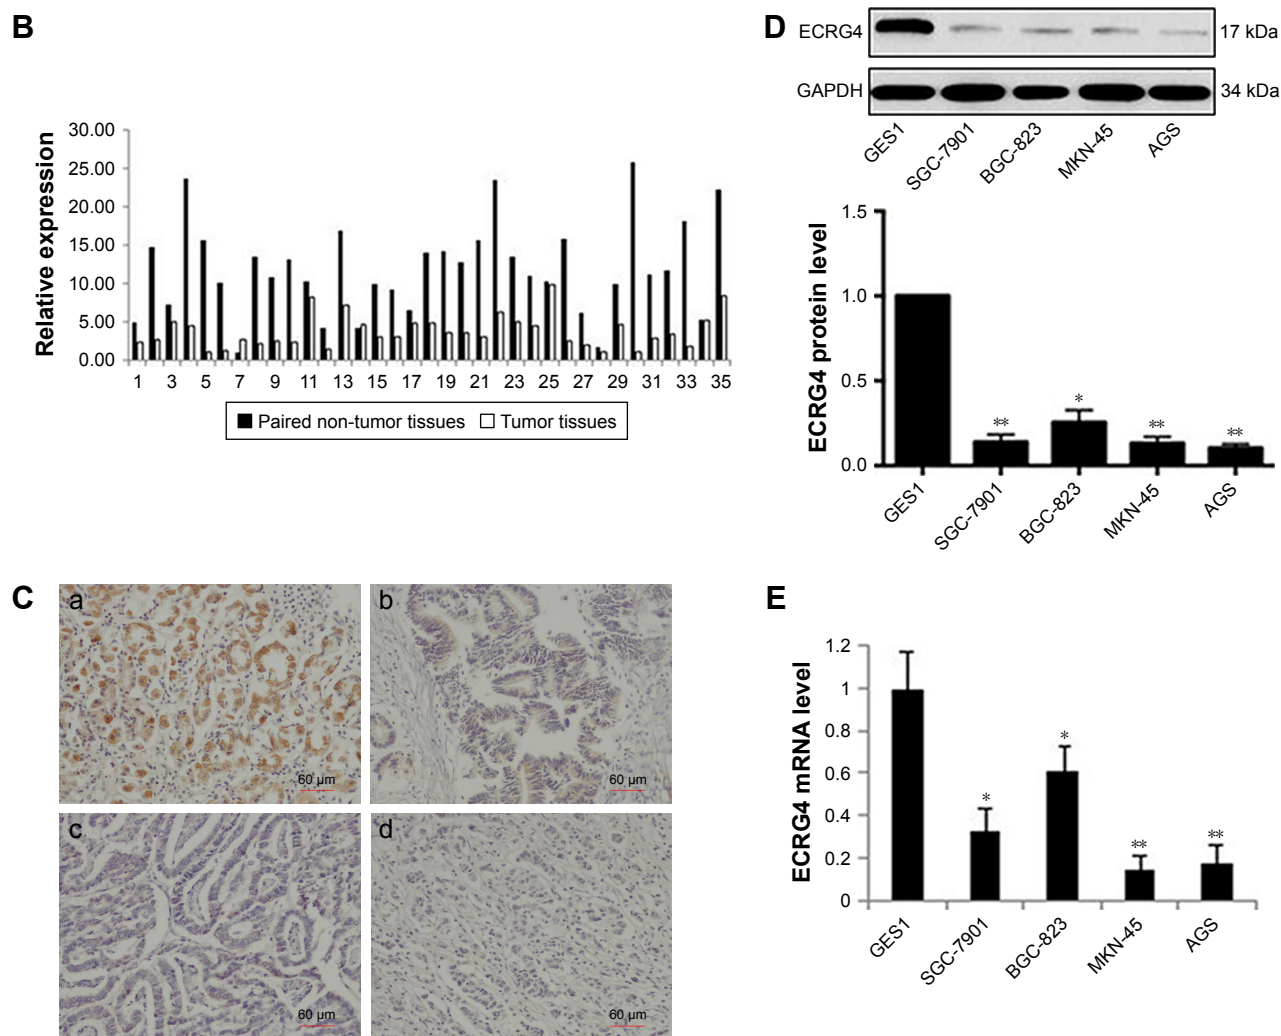 B
Relative expression
30.00
25.00
20.00
15.00
10.00
5.00
0.00
1 3 5 7 9 11 13 15 17 19 21 23 25 27 29 31 33 35
Paired non-tumor tissues Tumor tissues
C
a
60 µm
b
60 µm
c
60 µm
d
60 µm
D
ECRG4 17 kDa
GAPDH 34 kDa
GES1 SGC-7901 BGC-823 MKN-45 AGS
ECRG4 protein level
1.5
1.0
0.5
0.0
** * ** **
GES1 SGC-7901 BGC-823 MKN-45 AGS
E
ECRG4 mRNA level
1.2
1
0.8
0.6
0.4
0.2
0
* * ** **
GES1 SGC-7901 BGC-823 MKN-45 AGS